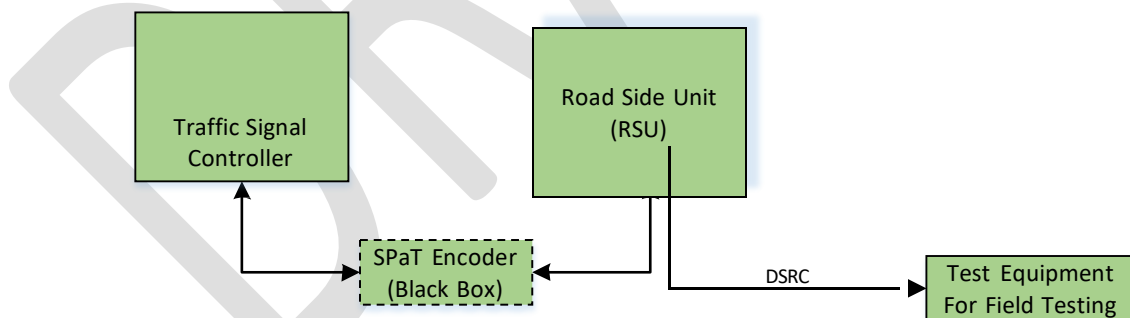 Traffic Signal
Controller
Road Side Unit
(RSU)
SPaT Encoder
(Black Box)
DSRC
Test Equipment
For Field Testing